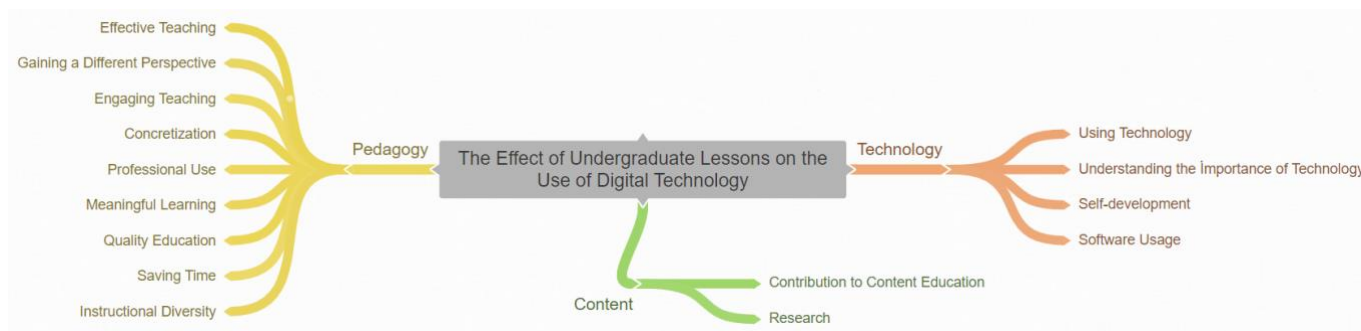 Effective Teaching
Gaining a Different Perspective
Engaging Teaching
Concretization
Professional Use
Meaningful Learning
Quality Education
Saving Time
Instructional Diversity
Pedagogy
The Effect of Undergraduate Lessons on the
Use of Digital Technology
Technology
Using Technology
Understanding the İmportance of Technology
Self-development
Software Usage
Content
Contribution to Content Education
Research